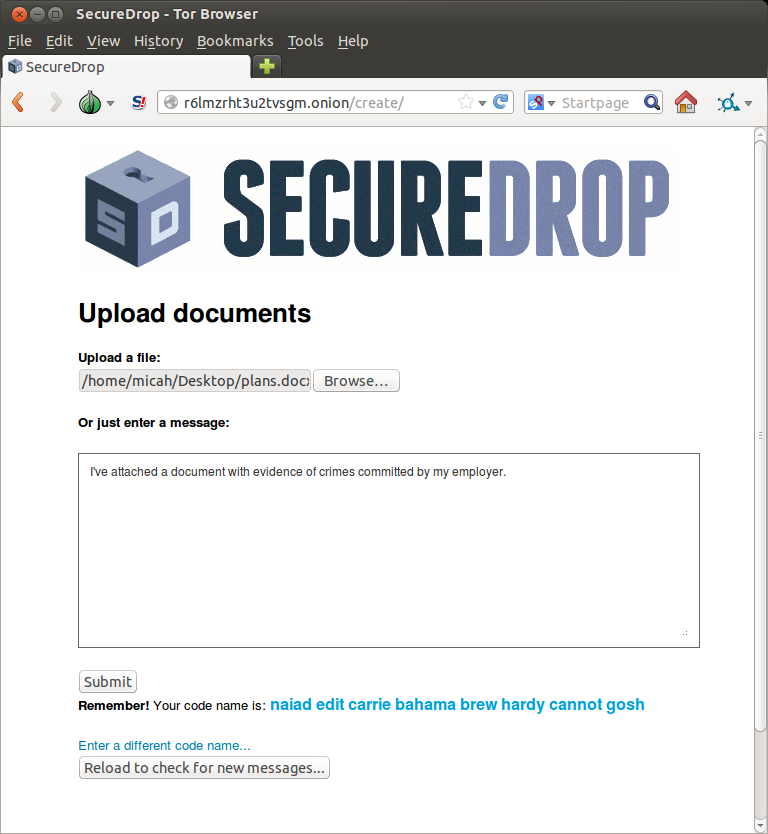 SecureDrop - Tor Browser
File Edit View History Bookmarks Tools Help
SecureDrop
S! r6lmzrht3u2tvsgm.onion/create/ Startpage
S D SECUREDROP
Upload documents
Upload a file:
/home/micah/Desktop/plans.docx Browse...
Or just enter a message:
I've attached a document with evidence of crimes committed by my employer.
Submit
Remember! Your code name is: naiad edit carrie bahama brew hardy cannot gosh
Enter a different code name...
Reload to check for new messages...